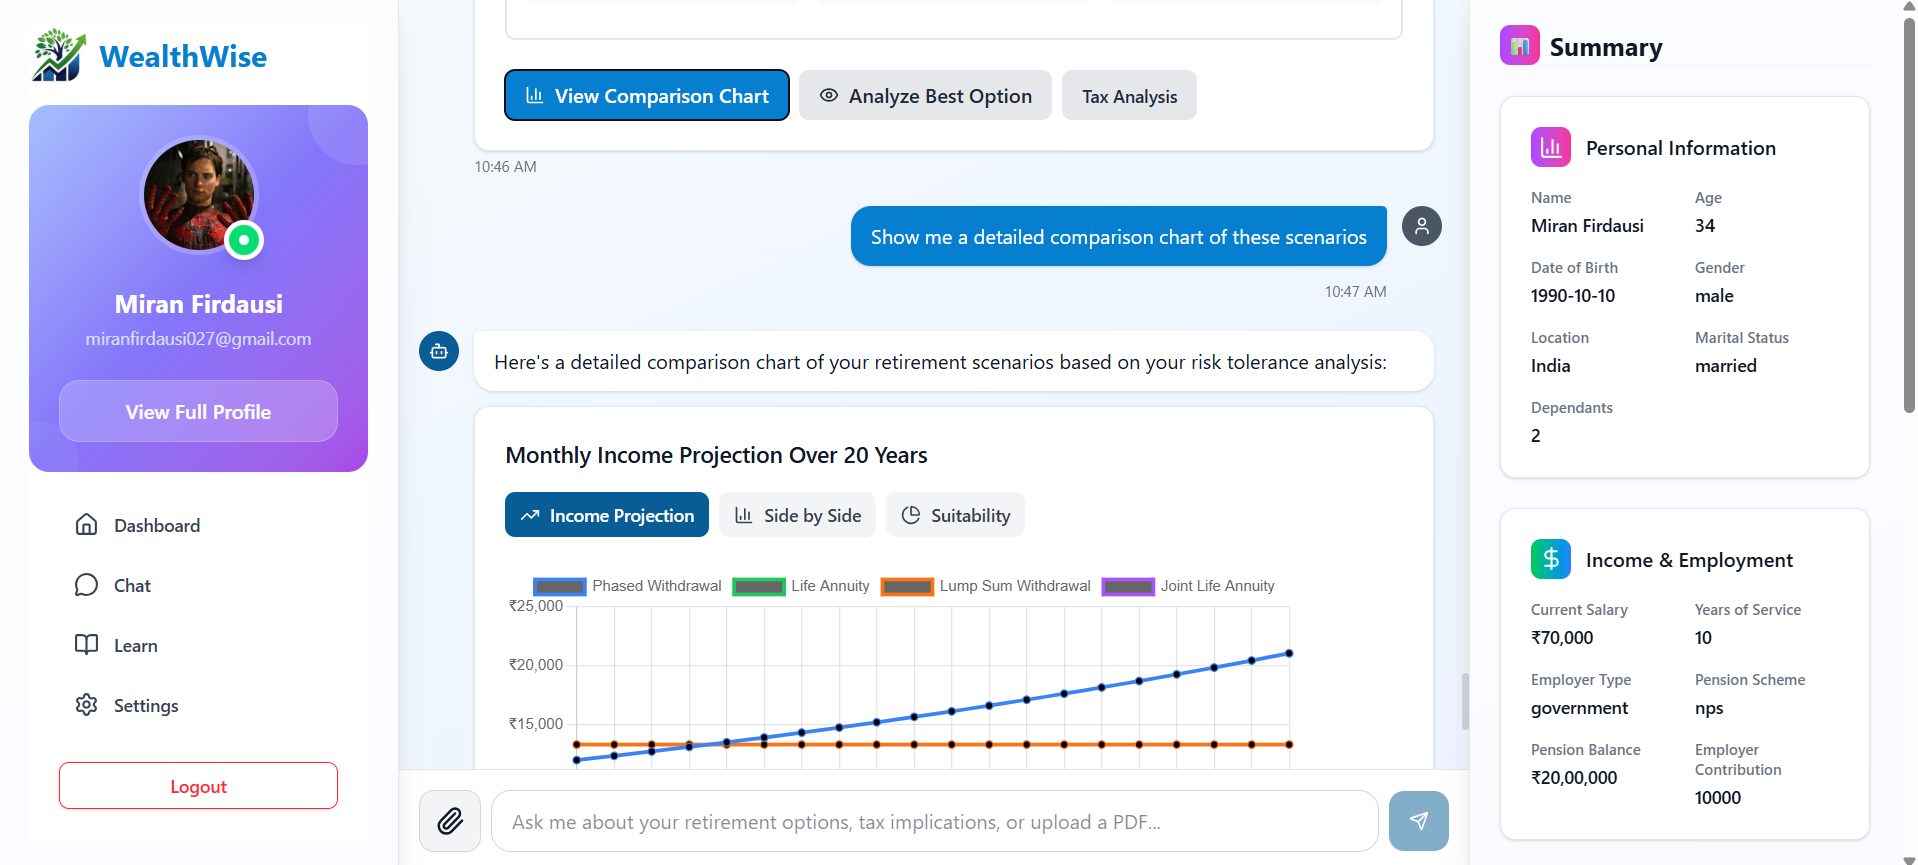 WealthWise
Miran Firdausi
miranfirdausi027@gmail.com
View Full Profile
Dashboard
Chat
Learn
Settings
Logout
View Comparison Chart
Analyze Best Option
Tax Analysis
10:46 AM
Show me a detailed comparison chart of these scenarios
10:47 AM
Here's a detailed comparison chart of your retirement scenarios based on your risk tolerance analysis:
Monthly Income Projection Over 20 Years
Income Projection
Side by Side
Suitability
Phased Withdrawal
Life Annuity
Lump Sum Withdrawal
Joint Life Annuity
₹25,000
₹20,000
₹15,000
Ask me about your retirement options, tax implications, or upload a PDF...
Summary
Personal Information
Name
Age
Miran Firdausi
34
Date of Birth
Gender
1990-10-10
male
Location
Marital Status
India
married
Dependants
2
Income & Employment
Current Salary
Years of Service
₹70,000
10
Employer Type
Pension Scheme
government
nps
Pension Balance
Employer
Contribution
₹20,00,000
10000